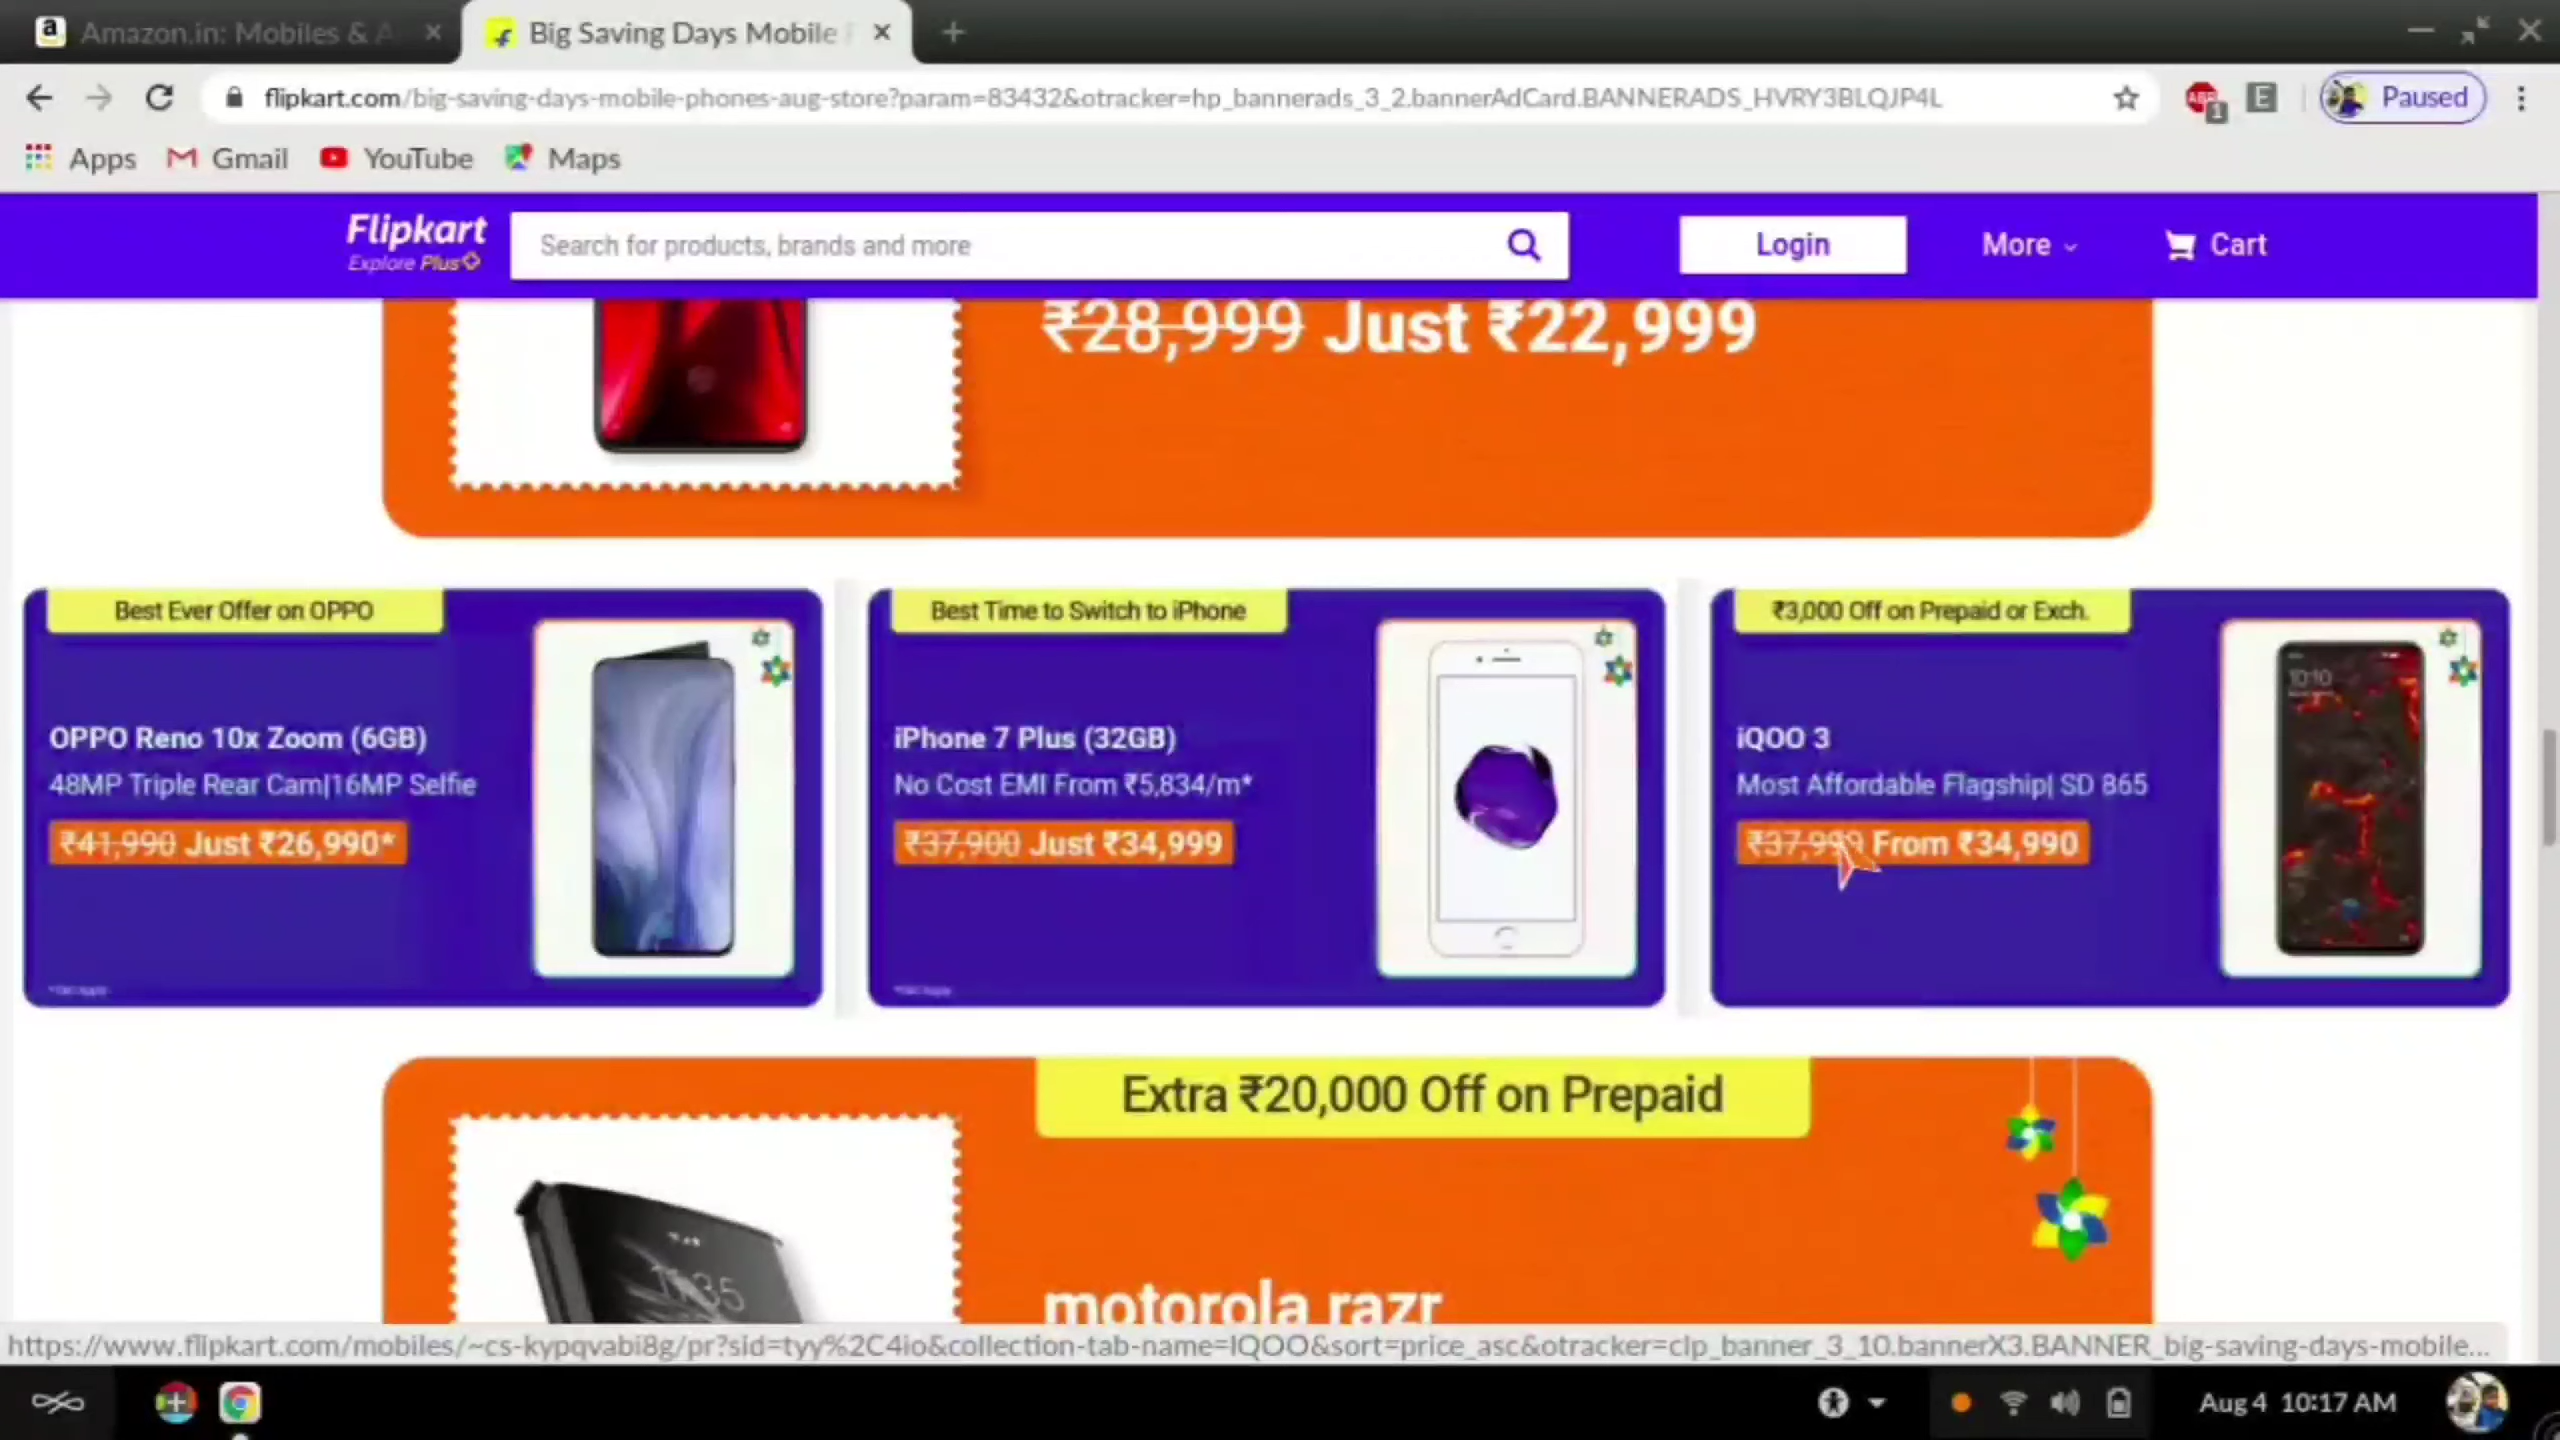 Amazon.in: Mobiles & A
Big Saving Days Mobile
flipkart.com/big-saving-days-mobile-phones-aug-store?param=83432&otracker=hp_bannerads_3_2.bannerAdCard.BANNERADS_HVRY3BLQJP4L
ABP 1
E
Paused
Apps
Gmail
YouTube
Maps
Flipkart
Explore Plus
Search for products, brands and more
Login
More
Cart
₹28,999 Just ₹22,999
Best Ever Offer on OPPO
OPPO Reno 10x Zoom (6GB)
48MP Triple Rear Cam|16MP Selfie
₹41,990 Just ₹26,990*
Best Time to Switch to iPhone
iPhone 7 Plus (32GB)
No Cost EMI From ₹5,834/m*
₹37,900 Just ₹34,999
₹3,000 Off on Prepaid or Exch.
iQOO 3
Most Affordable Flagship| SD 865
₹37,999 From ₹34,990
10:10
Extra ₹20,000 Off on Prepaid
11:35
motorola razr
https://www.flipkart.com/mobiles/~cs-kypqvabi8g/pr?sid=tyy%2C4io&collection-tab-name=IQOO&sort=price_asc&otracker=clp_banner_3_10.bannerX3.BANNER_big-saving-days-mobile...
Aug 4 10:17 AM